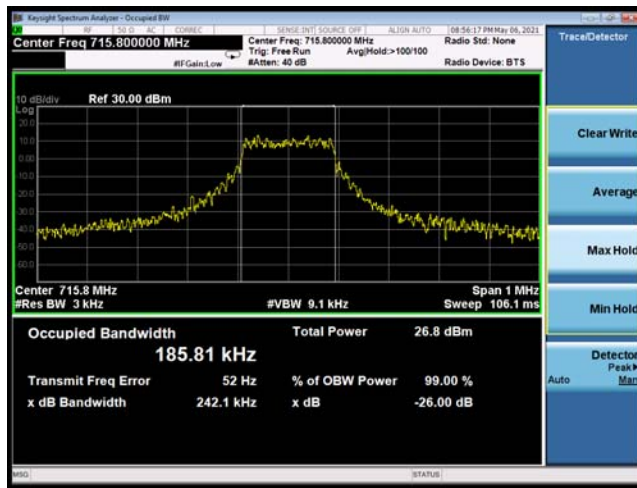 Keysight Spectrum Analyzer - Occupied BW
RF 50 Ω AC CORREC SENSE:INT SOURCE OFF ALIGN AUTO 08:56:17 PM May 06, 2021
Center Freq 715.800000 MHz
Center Freq: 715.800000 MHz
Radio Std: None
Trig: Free Run Avg|Hold:>100/100
#IFGain:Low
#Atten: 40 dB
Radio Device: BTS
Trace/Detector
10 dB/div Ref 30.00 dBm
Log
20.0
10.0
0.00
-10.0
-20.0
-30.0
-40.0
-50.0
-60.0
Clear Write
Average
Max Hold
Min Hold
Center 715.8 MHz
Span 1 MHz
#Res BW 3 kHz
#VBW 9.1 kHz
Sweep 106.1 ms
Occupied Bandwidth
185.81 kHz
Total Power 26.8 dBm
Transmit Freq Error 52 Hz
% of OBW Power 99.00 %
x dB Bandwidth 242.1 kHz
x dB -26.00 dB
Detector
Peak
Auto Man
MSG
STATUS